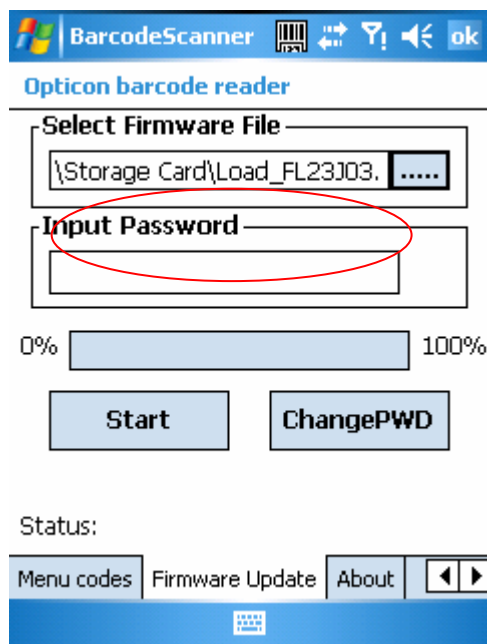 BarcodeScanner ok
Opticon barcode reader
Select Firmware File
\Storage Card\Load_FL23J03. .....
Input Password
0% 100%
Start ChangePWD
Status:
Menu codes Firmware Update About